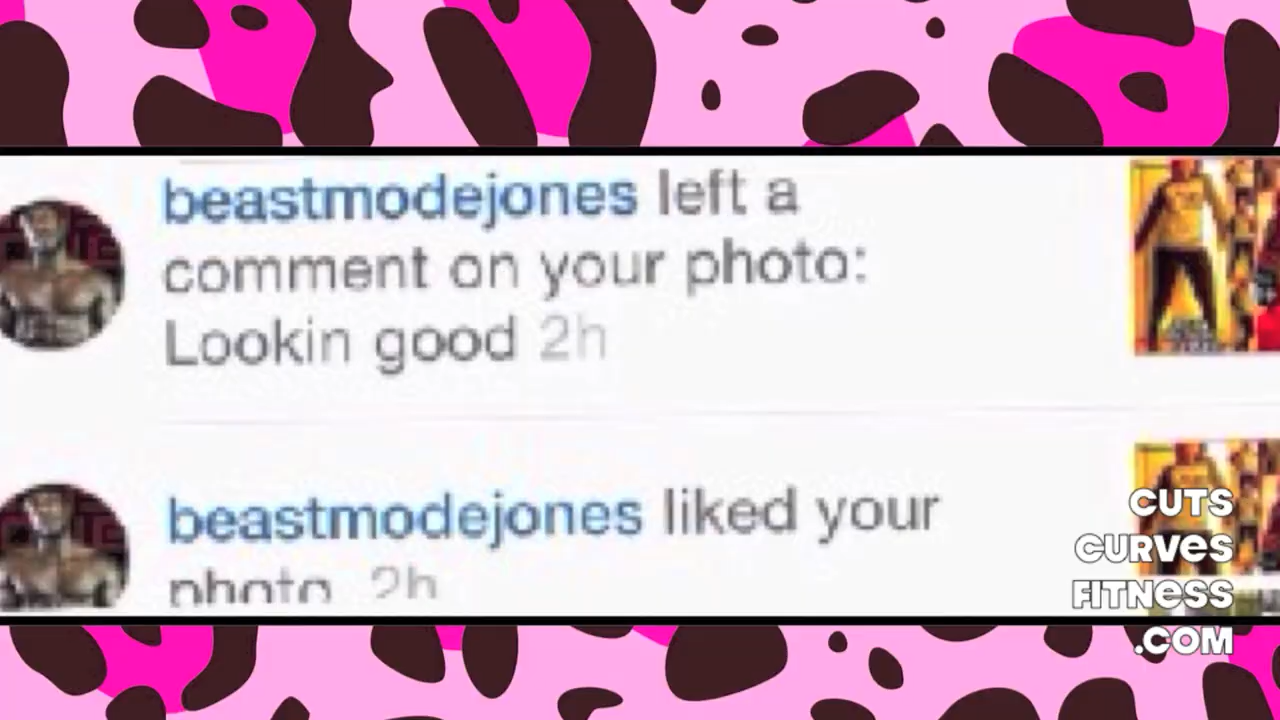 beastmodejones left a
comment on your photo:
Lookin good 2h
beastmodejones liked your
photo. 2h
CUTS
CURVES
FITNESS
.COM